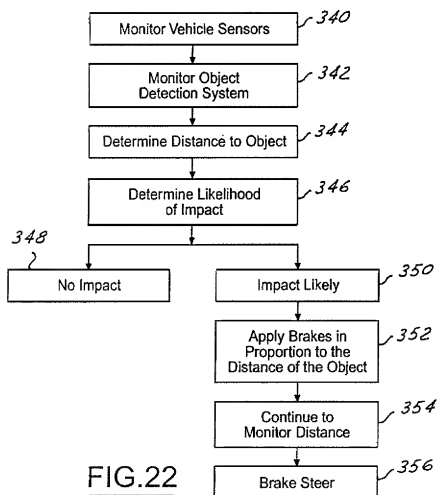 Monitor Vehicle Sensors
340
Monitor Object
Detection System
342
Determine Distance to Object
344
Determine Likelihood
of Impact
346
348
No Impact
Impact Likely
350
Apply Brakes in
Proportion to the
Distance of the Object
352
Continue to
Monitor Distance
354
Brake Steer
356
FIG.22